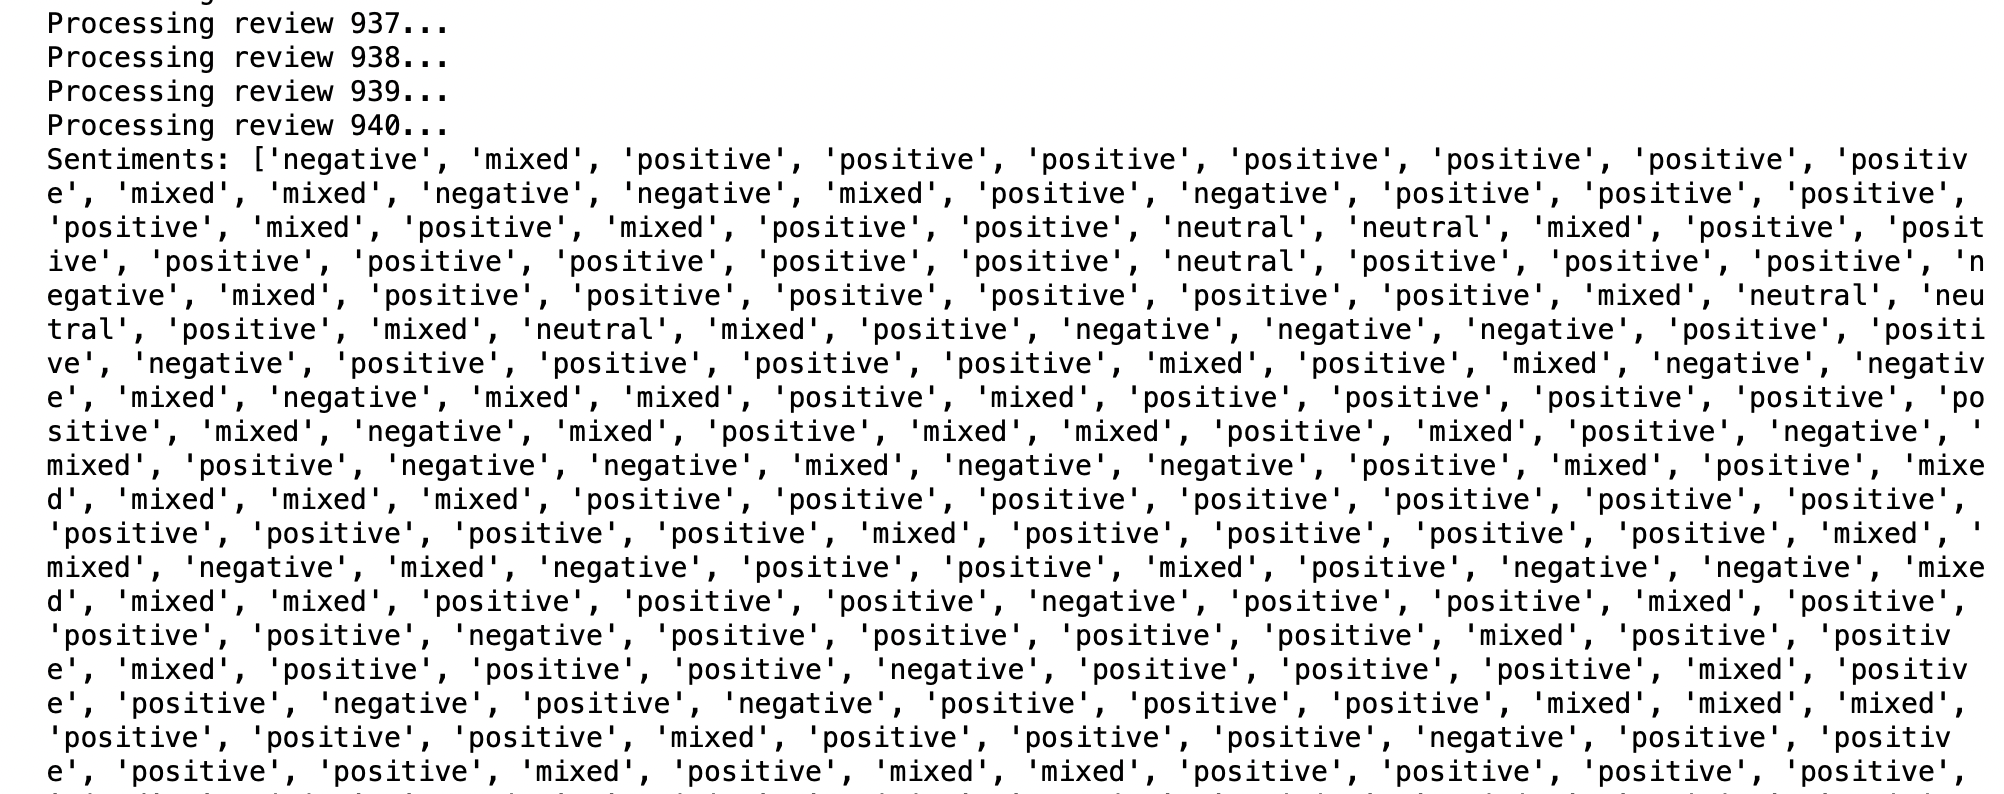 Processing review 937...
Processing review 938...
Processing review 939...
Processing review 940...
Sentiments: ['negative', 'mixed', 'positive', 'positive', 'positive', 'positive', 'positive', 'positive', 'positiv
e', 'mixed', 'mixed', 'negative', 'negative', 'mixed', 'positive', 'negative', 'positive', 'positive', 'positive',
'positive', 'mixed', 'positive', 'mixed', 'positive', 'positive', 'neutral', 'neutral', 'mixed', 'positive', 'posit
ive', 'positive', 'positive', 'positive', 'positive', 'positive', 'neutral', 'positive', 'positive', 'positive', 'n
egative', 'mixed', 'positive', 'positive', 'positive', 'positive', 'positive', 'positive', 'mixed', 'neutral', 'neu
tral', 'positive', 'mixed', 'neutral', 'mixed', 'positive', 'negative', 'negative', 'negative', 'positive', 'positi
ve', 'negative', 'positive', 'positive', 'positive', 'positive', 'mixed', 'positive', 'mixed', 'negative', 'negativ
e', 'mixed', 'negative', 'mixed', 'mixed', 'positive', 'mixed', 'positive', 'positive', 'positive', 'positive', 'po
sitive', 'mixed', 'negative', 'mixed', 'positive', 'mixed', 'mixed', 'positive', 'mixed', 'positive', 'negative', '
mixed', 'positive', 'negative', 'negative', 'mixed', 'negative', 'negative', 'positive', 'mixed', 'positive', 'mixe
d', 'mixed', 'mixed', 'mixed', 'positive', 'positive', 'positive', 'positive', 'positive', 'positive', 'positive',
'positive', 'positive', 'positive', 'positive', 'mixed', 'positive', 'positive', 'positive', 'positive', 'mixed', '
mixed', 'negative', 'mixed', 'negative', 'positive', 'positive', 'mixed', 'positive', 'negative', 'negative', 'mixe
d', 'mixed', 'mixed', 'positive', 'positive', 'positive', 'negative', 'positive', 'positive', 'mixed', 'positive',
'positive', 'positive', 'negative', 'positive', 'positive', 'positive', 'positive', 'mixed', 'positive', 'positiv
e', 'mixed', 'positive', 'positive', 'positive', 'negative', 'positive', 'positive', 'positive', 'mixed', 'positiv
e', 'positive', 'negative', 'positive', 'negative', 'positive', 'positive', 'positive', 'mixed', 'mixed', 'mixed',
'positive', 'positive', 'positive', 'mixed', 'positive', 'positive', 'positive', 'negative', 'positive', 'positiv
e', 'positive', 'positive', 'mixed', 'positive', 'mixed', 'mixed', 'positive', 'positive', 'positive', 'positive',